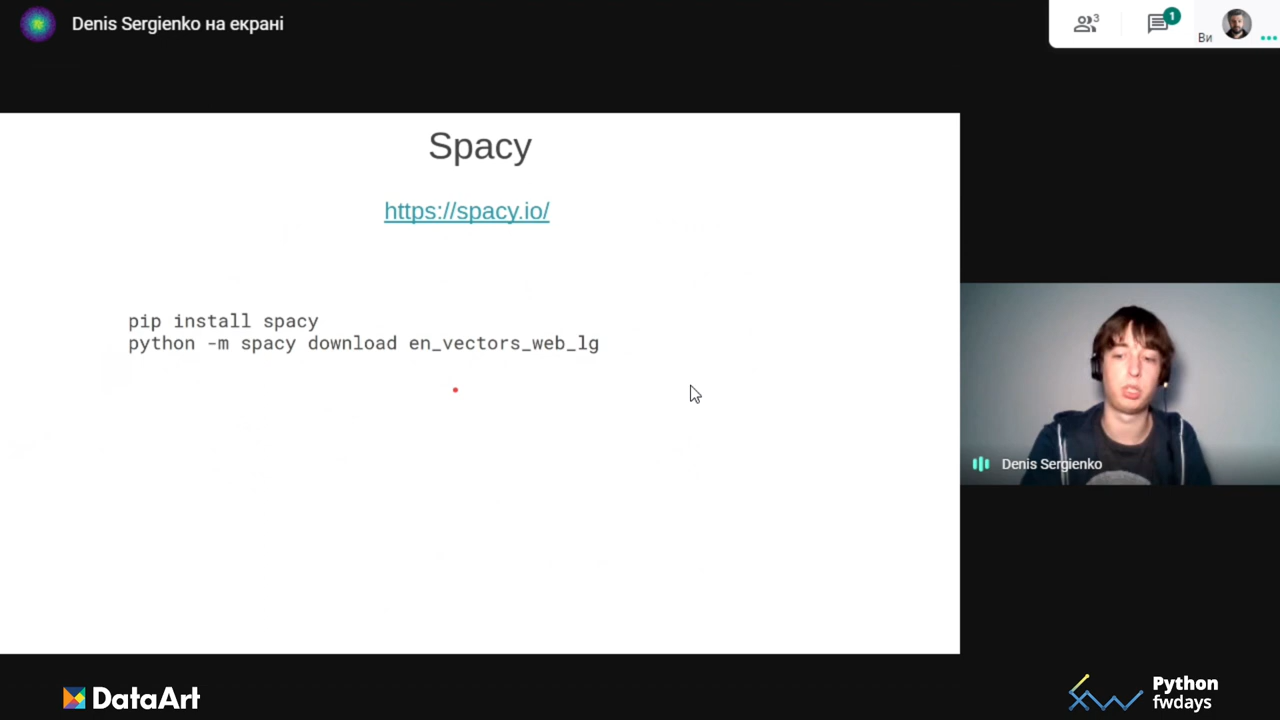 Denis Sergienko на екрані
3
1
Ви
Spacy
https://spacy.io/
pip install spacy
python -m spacy download en_vectors_web_lg
Denis Sergienko
DataArt
Python
fwdays